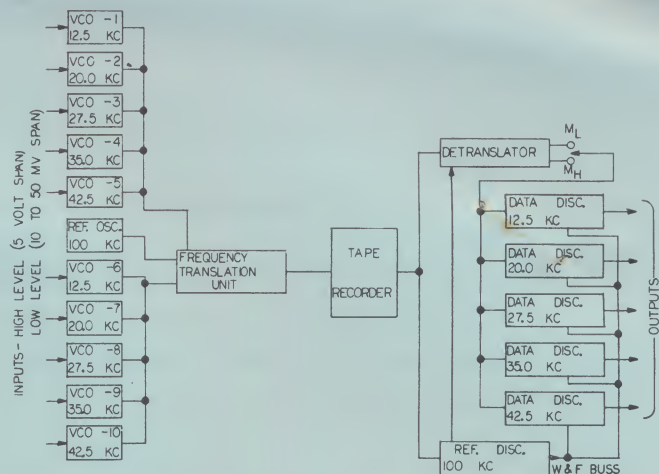 INPUTS - HIGH LEVEL (5 VOLT SPAN)
LOW LEVEL (10 TO 50 MV SPAN)
VCO -1
12.5 KC
VCO -2
20.0 KC
VCO -3
27.5 KC
VCO -4
35.0 KC
VCO -5
42.5 KC
REF. OSC.
100 KC
VCO -6
12.5 KC
VCO -7
20.0 KC
VCO -8
27.5 KC
VCO -9
35.0 KC
VCO -10
42.5 KC
FREQUENCY
TRANSLATION
UNIT
TAPE
RECORDER
DETRANSLATOR
ML
MH
DATA DISC.
12.5 KC
DATA DISC.
20.0 KC
DATA DISC.
27.5 KC
DATA DISC.
35.0 KC
DATA DISC.
42.5 KC
REF. DISC.
100 KC
W & F BUSS
OUTPUTS